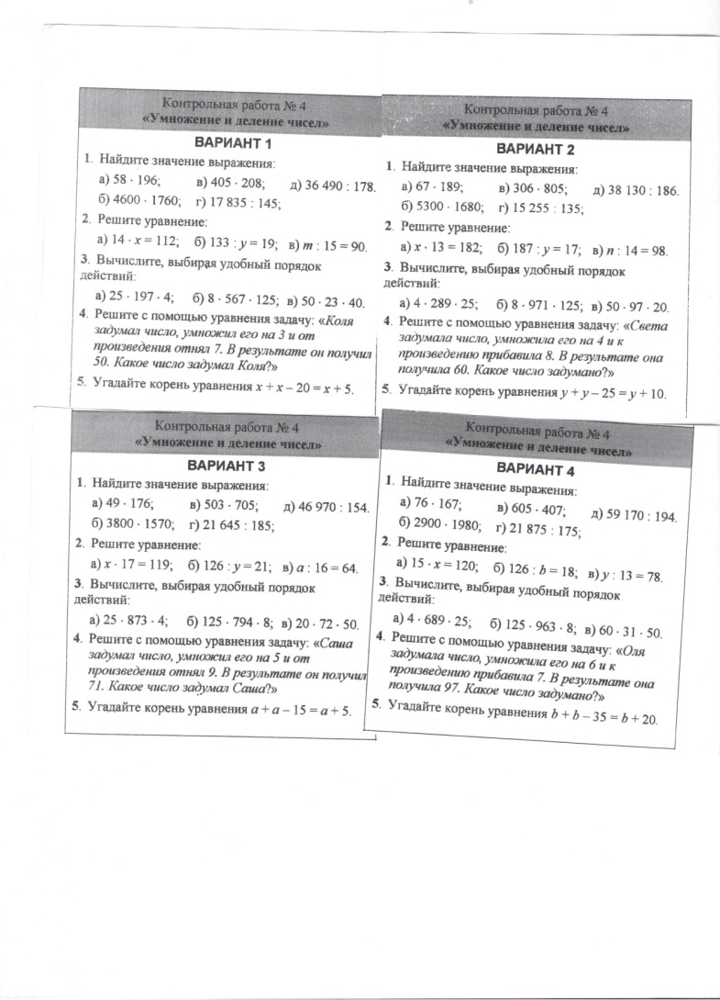 Контрольная работа № 4
«Умножение и деление чисел»
ВАРИАНТ 1
1. Найдите значение выражения:
а) 58 · 196; в) 405 · 208; д) 36 490 : 178.
б) 4600 · 1760; г) 17 835 : 145;
2. Решите уравнение:
а) 14 · x = 112; б) 133 : y = 19; в) m : 15 = 90.
3. Вычислите, выбирая удобный порядок
действий:
а) 25 · 197 · 4; б) 8 · 567 · 125; в) 50 · 23 · 40.
4. Решите с помощью уравнения задачу: «Коля
задумал число, умножил его на 3 и от
произведения отнял 7. В результате он получил
50. Какое число задумал Коля?»
5. Угадайте корень уравнения x + x – 20 = x + 5.
Контрольная работа № 4
«Умножение и деление чисел»
ВАРИАНТ 2
1. Найдите значение выражения:
а) 67 · 189; в) 306 · 805; д) 38 130 : 186.
б) 5300 · 1680; г) 15 255 : 135;
2. Решите уравнение:
а) x · 13 = 182; б) 187 : y = 17; в) n : 14 = 98.
3. Вычислите, выбирая удобный порядок
действий:
а) 4 · 289 · 25; б) 8 · 971 · 125; в) 50 · 97 · 20.
4. Решите с помощью уравнения задачу: «Света
задумала число, умножила его на 4 и к
произведению прибавила 8. В результате она
получила 60. Какое число задумано?»
5. Угадайте корень уравнения y + y – 25 = y + 10.
Контрольная работа № 4
«Умножение и деление чисел»
ВАРИАНТ 3
1. Найдите значение выражения:
а) 49 · 176; в) 503 · 705; д) 46 970 : 154.
б) 3800 · 1570; г) 21 645 : 185;
2. Решите уравнение:
а) x · 17 = 119; б) 126 : y = 21; в) a : 16 = 64.
3. Вычислите, выбирая удобный порядок
действий:
а) 25 · 873 · 4; б) 125 · 794 · 8; в) 20 · 72 · 50.
4. Решите с помощью уравнения задачу: «Саша
задумал число, умножил его на 5 и от
произведения отнял 9. В результате он получил
71. Какое число задумал Саша?»
5. Угадайте корень уравнения a + a – 15 = a + 5.
Контрольная работа № 4
«Умножение и деление чисел»
ВАРИАНТ 4
1. Найдите значение выражения:
а) 76 · 167; в) 605 · 407; д) 59 170 : 194.
б) 2900 · 1980; г) 21 875 : 175;
2. Решите уравнение:
а) 15 · x = 120; б) 126 : b = 18; в) y : 13 = 78.
3. Вычислите, выбирая удобный порядок
действий:
а) 4 · 689 · 25; б) 125 · 963 · 8; в) 60 · 31 · 50.
4. Решите с помощью уравнения задачу: «Оля
задумала число, умножила его на 6 и к
произведению прибавила 7. В результате она
получила 97. Какое число задумано?»
5. Угадайте корень уравнения b + b – 35 = b + 20.